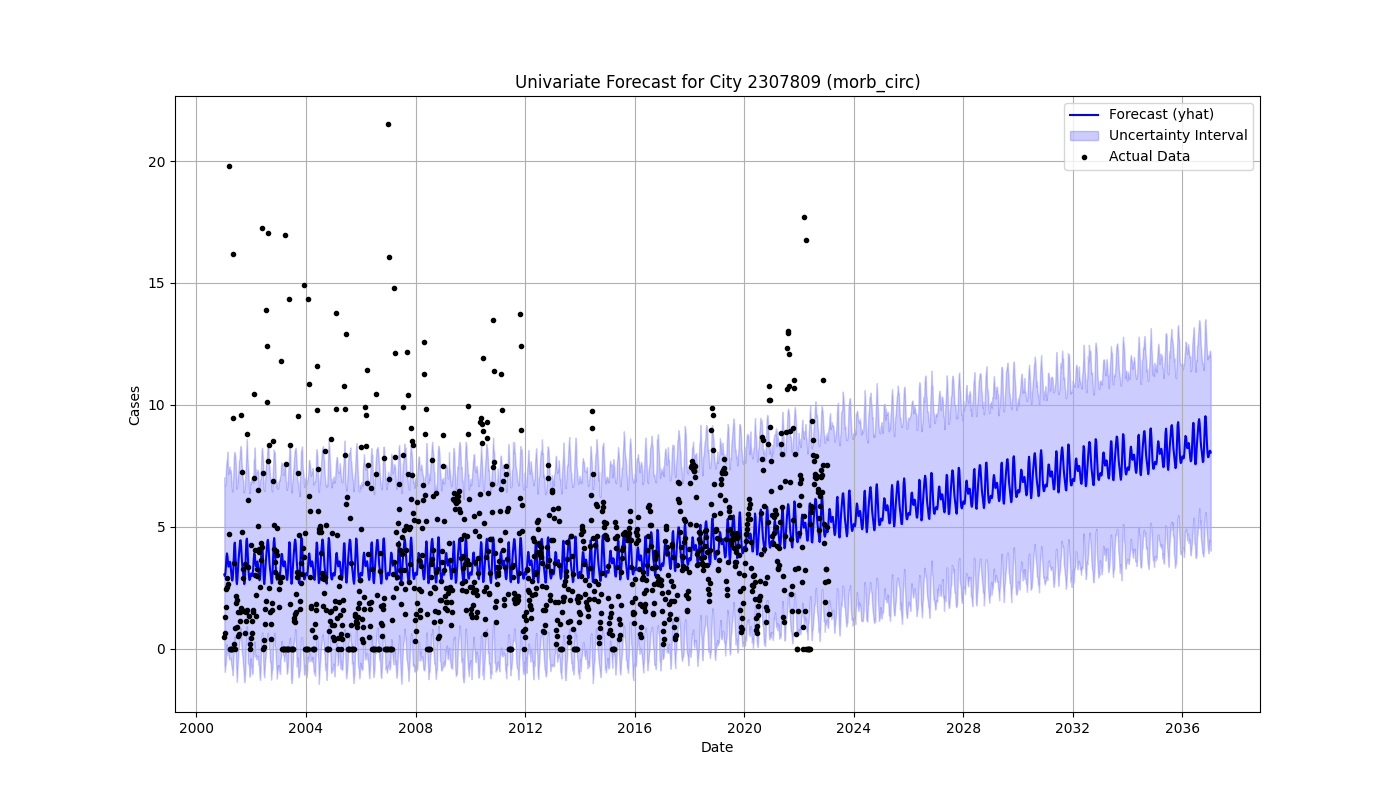 Univariate Forecast for City 2307809 (morb_circ)
Forecast (yhat)
Uncertainty Interval
Actual Data
Cases
20
15
10
5
0
2000 2004 2008 2012 2016 2020 2024 2028 2032 2036
Date